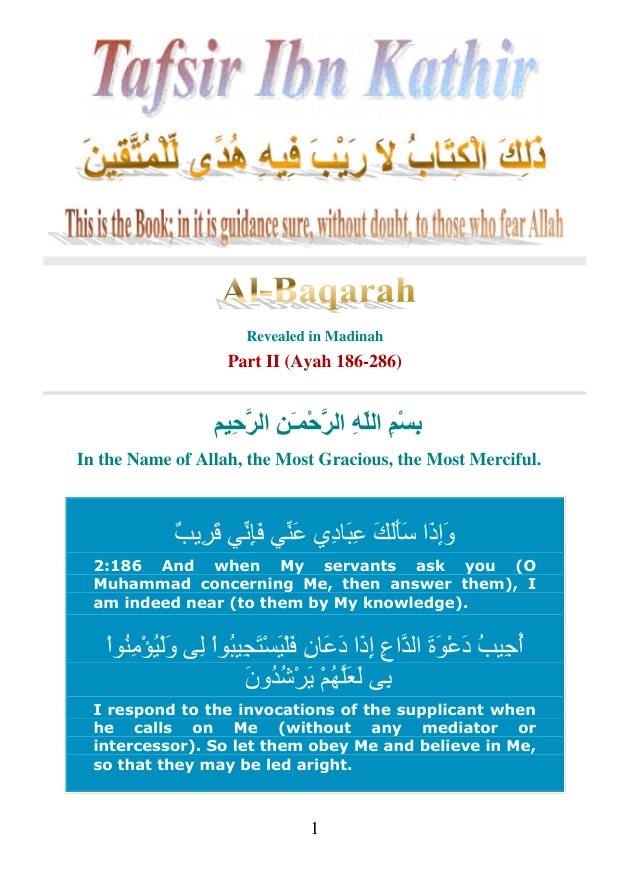 Tafsir Ibn Kathir
ذَلِكَ الْكِتَابُ لاَ رَيْبَ فِيهِ هُدًى لِّلْمُتَّقِينَ
This is the Book; in it is guidance sure, without doubt, to those who fear Allah
Al-Baqarah
Revealed in Madinah
Part II (Ayah 186-286)
بِسْمِ اللّهِ الرَّحْمـَنِ الرَّحِيمِ
In the Name of Allah, the Most Gracious, the Most Merciful.
وَإِذَا سَأَلَكَ عِبَادِي عَنِّي فَإِنِّي قَرِيبٌ
2:186 And when My servants ask you (O
Muhammad concerning Me, then answer them), I
am indeed near (to them by My knowledge).
أُجِيبُ دَعْوَةَ الدَّاعِ إِذَا دَعَانِ فَلْيَسْتَجِيبُواْ لِى وَلْيُؤْمِنُواْ
بِى لَعَلَّهُمْ يَرْشُدُونَ
I respond to the invocations of the supplicant when
he calls on Me (without any mediator or
intercessor). So let them obey Me and believe in Me,
so that they may be led aright.
1